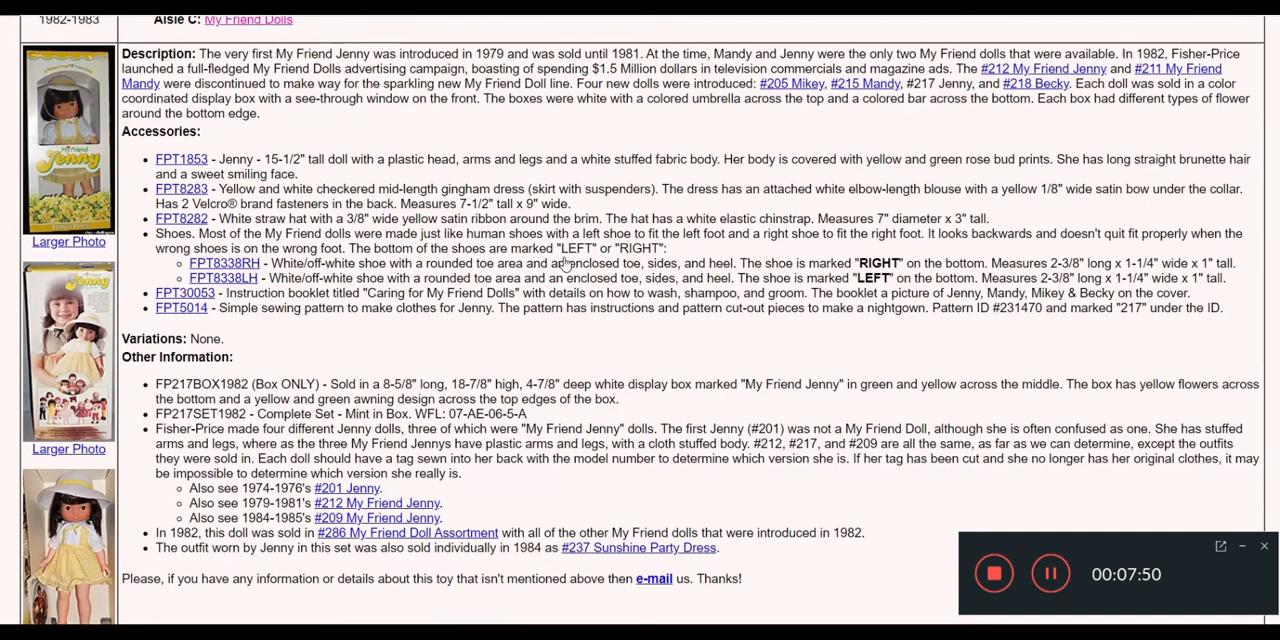 1982-1983
Aisle C: My Friend Dolls
Description: The very first My Friend Jenny was introduced in 1979 and was sold until 1981. At the time, Mandy and Jenny were the only two My Friend dolls that were available. In 1982, Fisher-Price
launched a full-fledged My Friend Dolls advertising campaign, boasting of spending $1.5 Million dollars in television commercials and magazine ads. The #212 My Friend Jenny and #211 My Friend
Mandy were discontinued to make way for the sparkling new My Friend Doll line. Four new dolls were introduced: #205 Mikey, #215 Mandy, #217 Jenny, and #218 Becky. Each doll was sold in a color
coordinated display box with a see-through window on the front. The boxes were white with a colored umbrella across the top and a colored bar across the bottom. Each box had different types of flower
around the bottom edge.
Accessories:
FPT1853 - Jenny - 15-1/2" tall doll with a plastic head, arms and legs and a white stuffed fabric body. Her body is covered with yellow and green rose bud prints. She has long straight brunette hair
and a sweet smiling face.
FPT8283 - Yellow and white checkered mid-length gingham dress (skirt with suspenders). The dress has an attached white elbow-length blouse with a yellow 1/8" wide satin bow under the collar.
Has 2 Velcro® brand fasteners in the back. Measures 7-1/2" tall x 9" wide.
FPT8282 - White straw hat with a 3/8" wide yellow satin ribbon around the brim. The hat has a white elastic chinstrap. Measures 7" diameter x 3" tall.
Shoes. Most of the My Friend dolls were made just like human shoes with a left shoe to fit the left foot and a right shoe to fit the right foot. It looks backwards and doesn't quit fit properly when the
wrong shoes is on the wrong foot. The bottom of the shoes are marked "LEFT" or "RIGHT":
FPT8338RH - White/off-white shoe with a rounded toe area and an enclosed toe, sides, and heel. The shoe is marked "RIGHT" on the bottom. Measures 2-3/8" long x 1-1/4" wide x 1" tall.
FPT8338LH - White/off-white shoe with a rounded toe area and an enclosed toe, sides, and heel. The shoe is marked "LEFT" on the bottom. Measures 2-3/8" long x 1-1/4" wide x 1" tall.
FPT30053 - Instruction booklet titled "Caring for My Friend Dolls" with details on how to wash, shampoo, and groom. The booklet a picture of Jenny, Mandy, Mikey & Becky on the cover.
FPT5014 - Simple sewing pattern to make clothes for Jenny. The pattern has instructions and pattern cut-out pieces to make a nightgown. Pattern ID #231470 and marked "217" under the ID.
My Friend
Jenny
Larger Photo
Variations: None.
Other Information:
FP217BOX1982 (Box ONLY) - Sold in a 8-5/8" long, 18-7/8" high, 4-7/8" deep white display box marked "My Friend Jenny" in green and yellow across the middle. The box has yellow flowers across
the bottom and a yellow and green awning design across the top edges of the box.
FP217SET1982 - Complete Set - Mint in Box. WFL: 07-AE-06-5-A
Fisher-Price made four different Jenny dolls, three of which were "My Friend Jenny" dolls. The first Jenny (#201) was not a My Friend Doll, although she is often confused as one. She has stuffed
arms and legs, where as the three My Friend Jennys have plastic arms and legs, with a cloth stuffed body. #212, #217, and #209 are all the same, as far as we can determine, except the outfits
they were sold in. Each doll should have a tag sewn into her back with the model number to determine which version she is. If her tag has been cut and she no longer has her original clothes, it may
be impossible to determine which version she really is.
Also see 1974-1976's #201 Jenny.
Also see 1979-1981's #212 My Friend Jenny.
Also see 1984-1985's #209 My Friend Jenny.
In 1982, this doll was sold in #286 My Friend Doll Assortment with all of the other My Friend dolls that were introduced in 1982.
The outfit worn by Jenny in this set was also sold individually in 1984 as #237 Sunshine Party Dress.
Please, if you have any information or details about this toy that isn't mentioned above then e-mail us. Thanks!
Jenny
Larger Photo
00:07:50